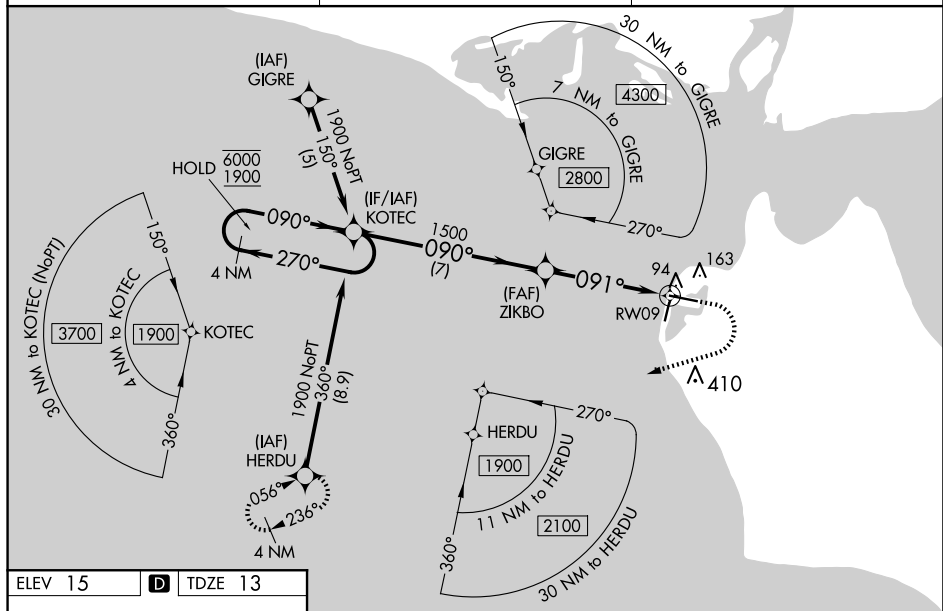 (IAF)
GIGRE
1900 NoPT
150°
(5)
HOLD
6000
1900
090°
270°
4 NM
(IF/IAF)
KOTEC
1500
090°
(7)
(FAF)
ZIKBO
091°
RW09
94
163
410
30 NM to GIGRE
4300
7 NM to GIGRE
150°
GIGRE
2800
270°
30 NM to KOTEC (NoPT)
3700
4 NM to KOTEC
1900
150°
KOTEC
360°
1900 NoPT
360°
(8.9)
(IAF)
HERDU
056°
236°
4 NM
HERDU
270°
1900
11 NM to HERDU
2100
360°
30 NM to HERDU
ELEV 15 D TDZE 13